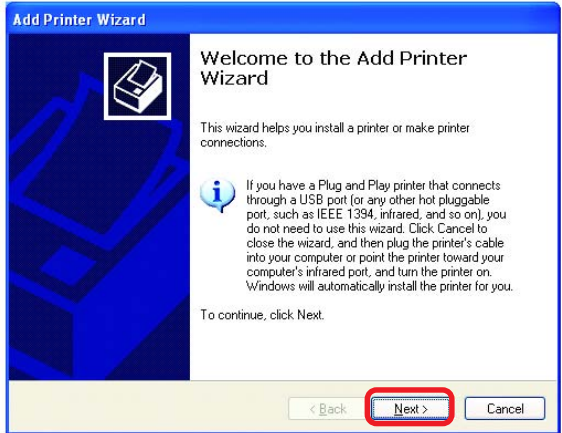 Add Printer Wizard
Welcome to the Add Printer
Wizard
This wizard helps you install a printer or make printer
connections.
If you have a Plug and Play printer that connects
through a USB port (or any other hot pluggable
port, such as IEEE 1394, infrared, and so on), you
do not need to use this wizard. Click Cancel to
close the wizard, and then plug the printer's cable
into your computer or point the printer toward your
computer's infrared port, and turn the printer on.
Windows will automatically install the printer for you.
To continue, click Next.
< Back Next > Cancel